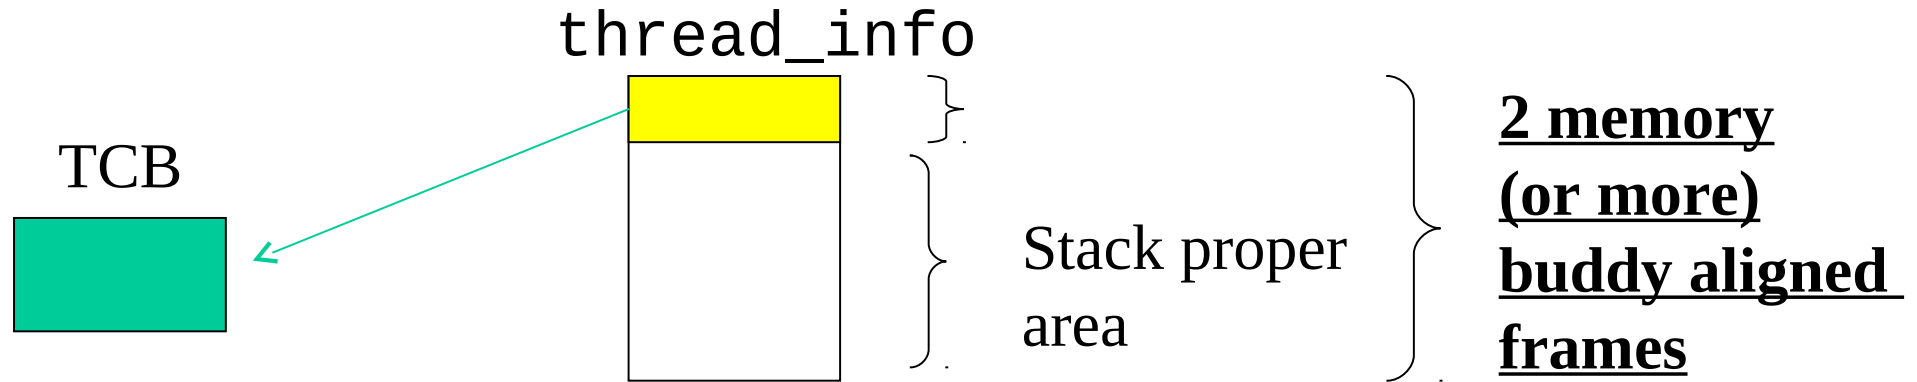 thread_info
TCB
Stack proper
area
2 memory
(or more)
buddy aligned
frames